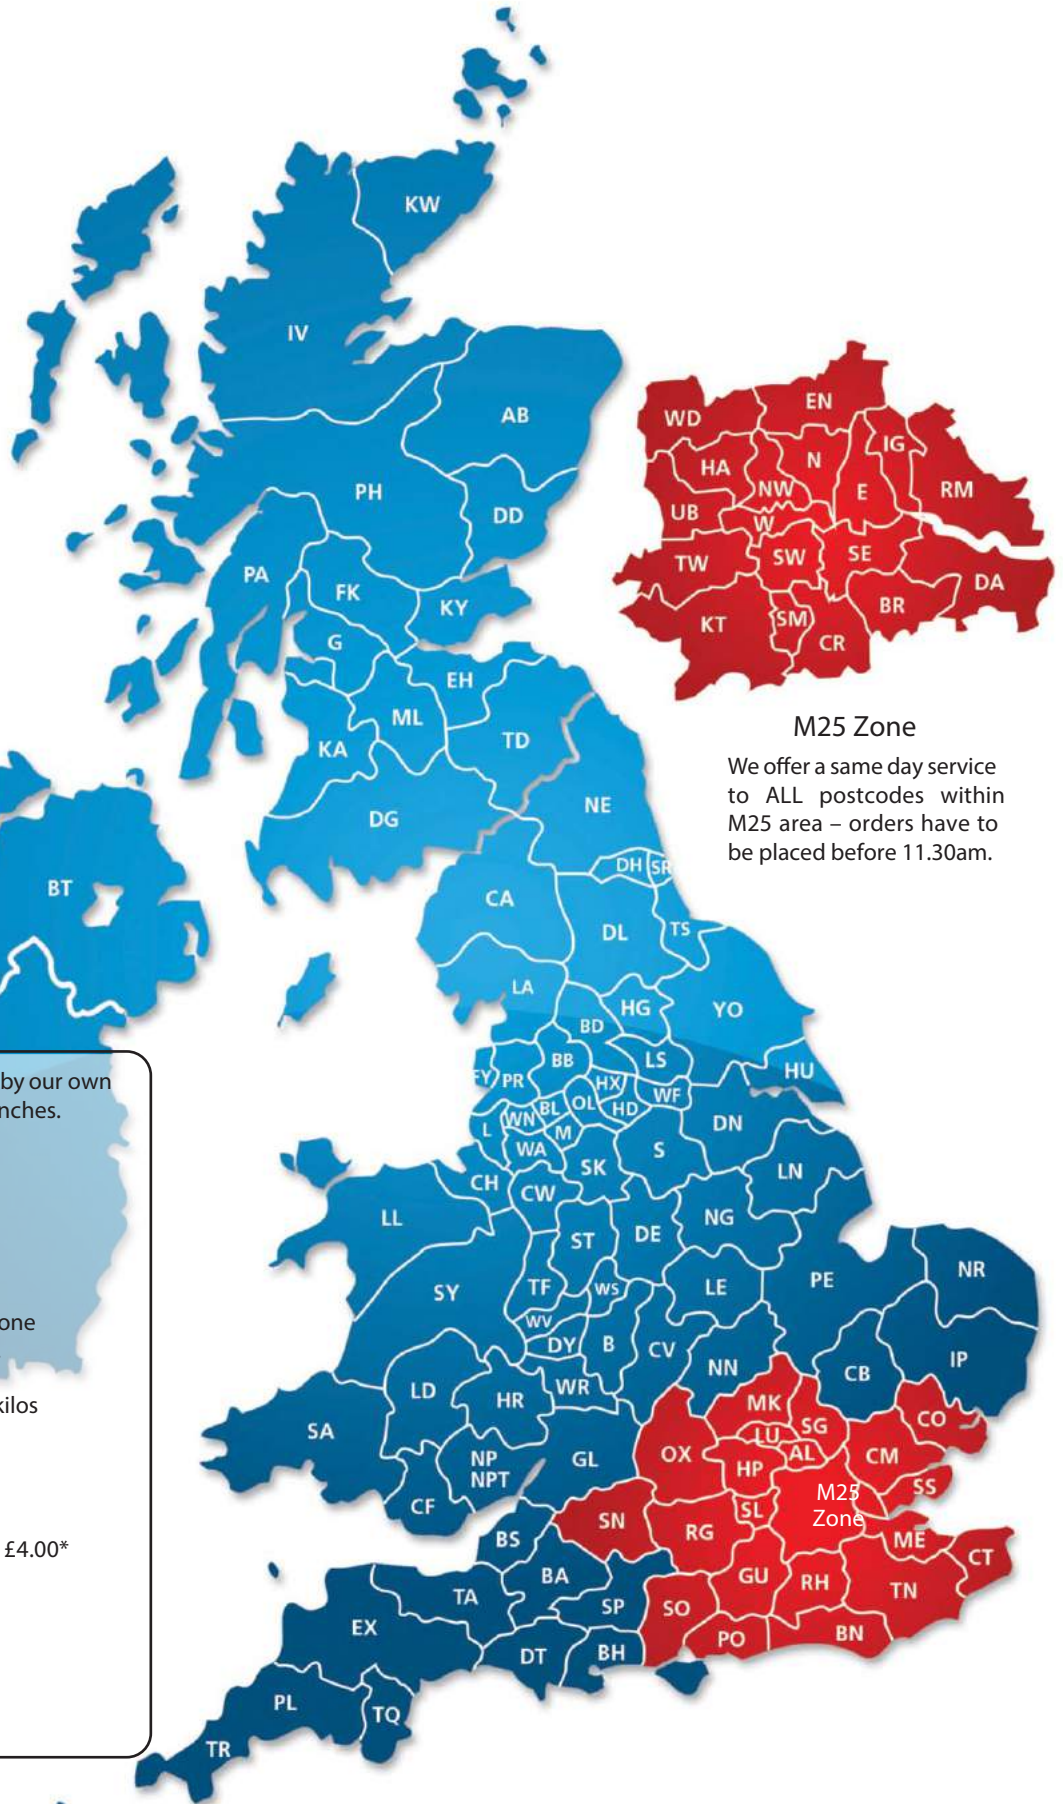 KW
IV
AB
PH
DD
PA
FK
KY
G
EH
ML
KA
TD
DG
NE
BT
DH
SR
CA
DL
TS
LA
HG
YO
BD
BB
LS
HU
FY
PR
HX
WF
OL
HD
BL
WN
DN
L
M
WA
S
SK
LN
CH
CW
LL
NG
DE
ST
NR
PE
TF
WS
LE
SY
WV
DY
B
CV
NN
IP
CB
WR
LD
HR
MK
CO
SG
LU
SA
OX
AL
CM
NP
NPT
GL
HP
SS
M25
Zone
CF
SL
SN
RG
BS
ME
CT
BA
GU
RH
TN
TA
SP
SO
EX
PO
BN
DT
BH
PL
TQ
TR
WD
EN
IG
HA
N
NW
E
RM
UB
W
TW
SW
SE
DA
BR
KT
SM
CR
M25 Zone
We offer a same day service
to ALL postcodes within
M25 area – orders have to
be placed before 11.30am.
by our own
nches.
one
kilos
£4.00*